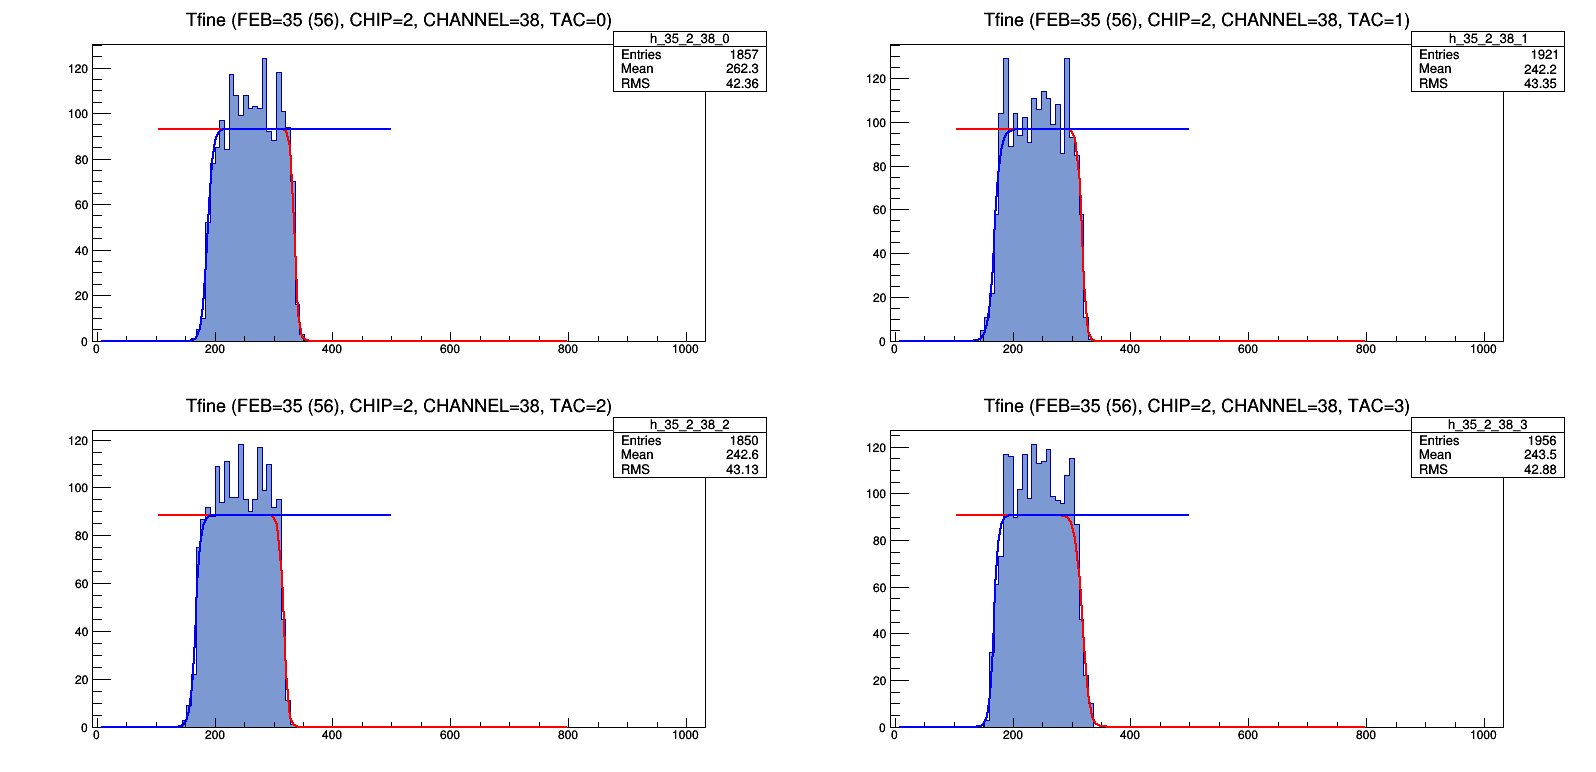 Tfine (FEB=35 (56), CHIP=2, CHANNEL=38, TAC=0)
h_35_2_38_0
Entries 1857
Mean 262.3
RMS 42.36
120
100
80
60
40
20
0
0 200 400 600 800 1000
Tfine (FEB=35 (56), CHIP=2, CHANNEL=38, TAC=1)
h_35_2_38_1
Entries 1921
Mean 242.2
RMS 43.35
120
100
80
60
40
20
0
0 200 400 600 800 1000
Tfine (FEB=35 (56), CHIP=2, CHANNEL=38, TAC=2)
h_35_2_38_2
Entries 1850
Mean 242.6
RMS 43.13
120
100
80
60
40
20
0
0 200 400 600 800 1000
Tfine (FEB=35 (56), CHIP=2, CHANNEL=38, TAC=3)
h_35_2_38_3
Entries 1956
Mean 243.5
RMS 42.88
120
100
80
60
40
20
0
0 200 400 600 800 1000